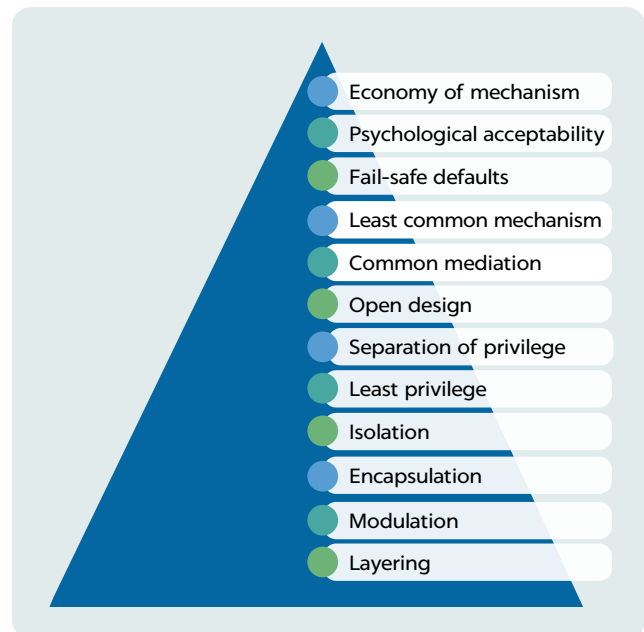 Economy of mechanism
Psychological acceptability
Fail-safe defaults
Least common mechanism
Common mediation
Open design
Separation of privilege
Least privilege
Isolation
Encapsulation
Modulation
Layering